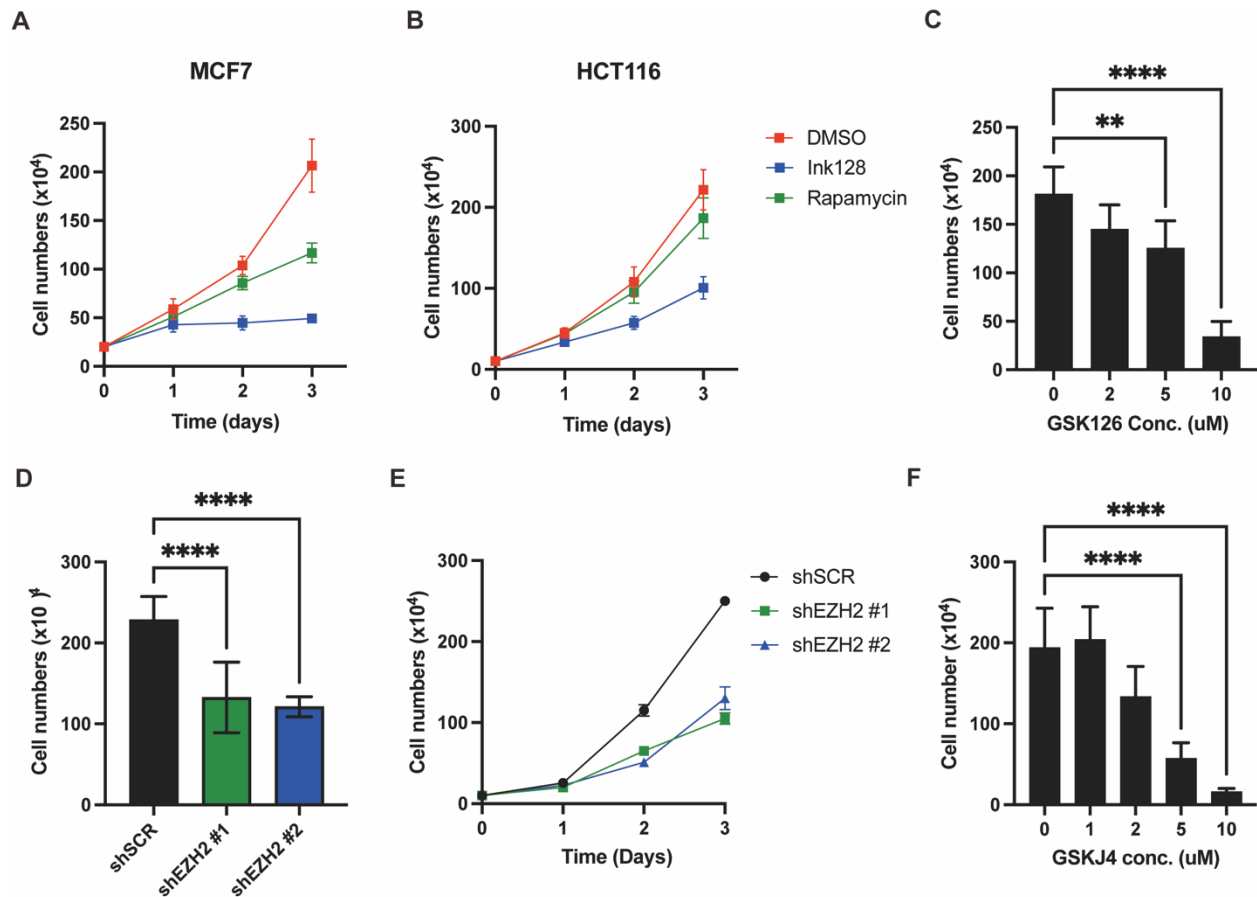 A
MCF7
Cell numbers (x10⁴)
250
200
150
100
50
0
0 1 2 3
Time (days)
B
HCT116
Cell numbers (x10⁴)
300
200
100
0
0 1 2 3
Time (days)
DMSO
Ink128
Rapamycin
C
****
**
Cell numbers (x10⁴)
250
200
150
100
50
0
0 2 5 10
GSK126 Conc. (uM)
D
****
****
Cell numbers (x10 )⁴
300
200
100
0
shSCR
shEZH2 #1
shEZH2 #2
E
Cell numbers (x10⁴)
300
200
100
0
0 1 2 3
Time (Days)
shSCR
shEZH2 #1
shEZH2 #2
F
****
****
Cell number (x10⁴)
300
200
100
0
0 1 2 5 10
GSKJ4 conc. (uM)